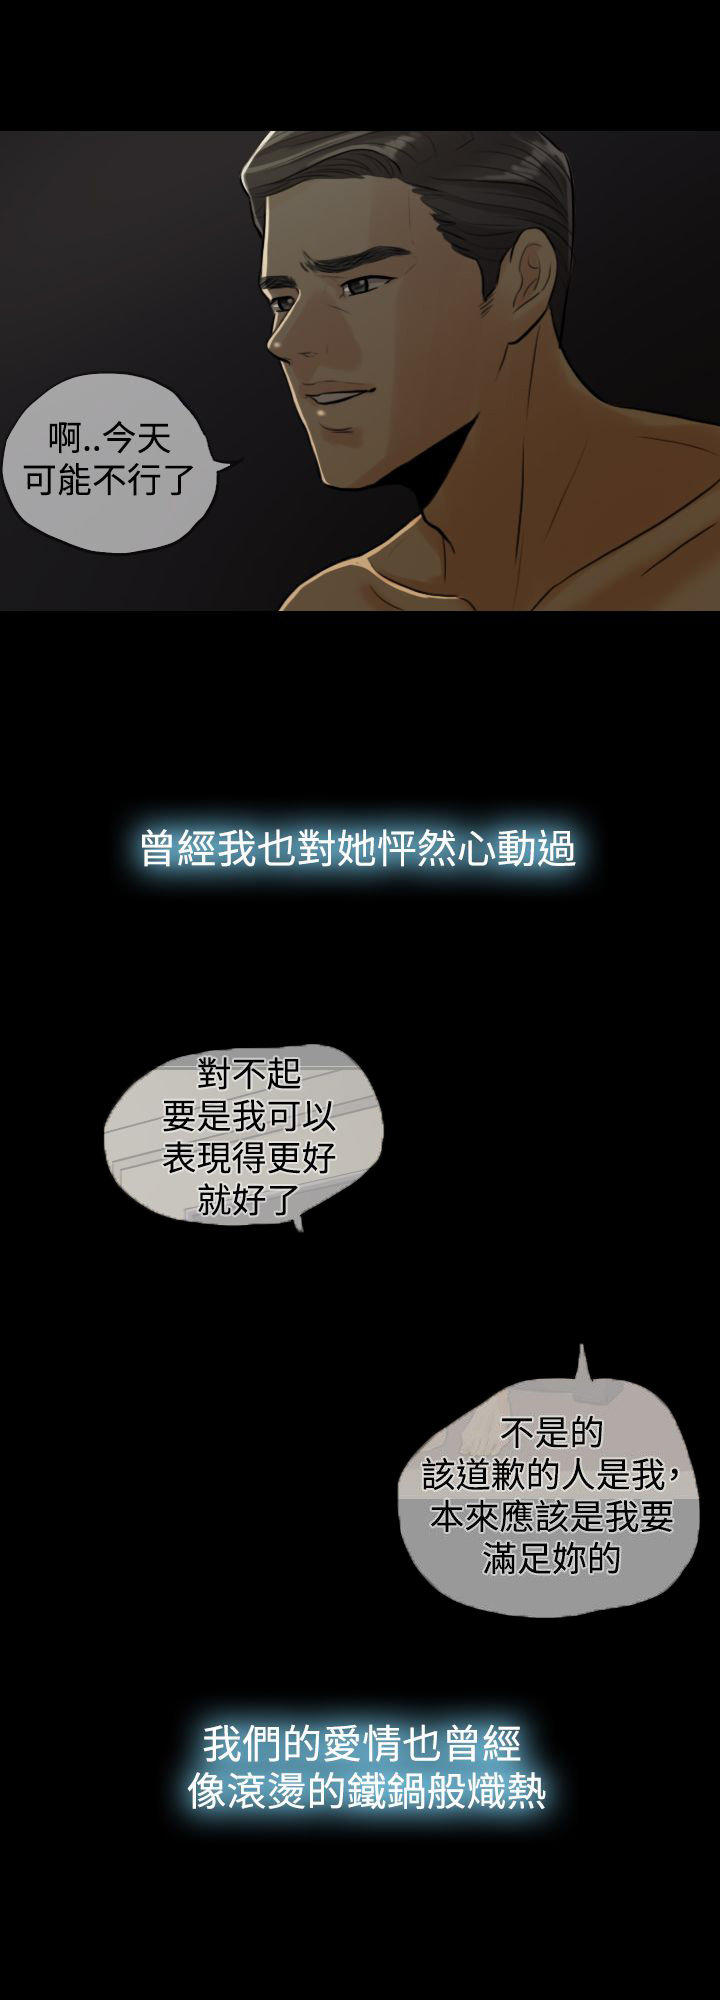 啊..今天
可能不行了
曾經我也對她怦然心動過
對不起
要是我可以
表現得更好
就好了
不是的
該道歉的人是我,
本來應該是我要
滿足妳的
我們的愛情也曾經
像滾燙的鐵鍋般熾熱